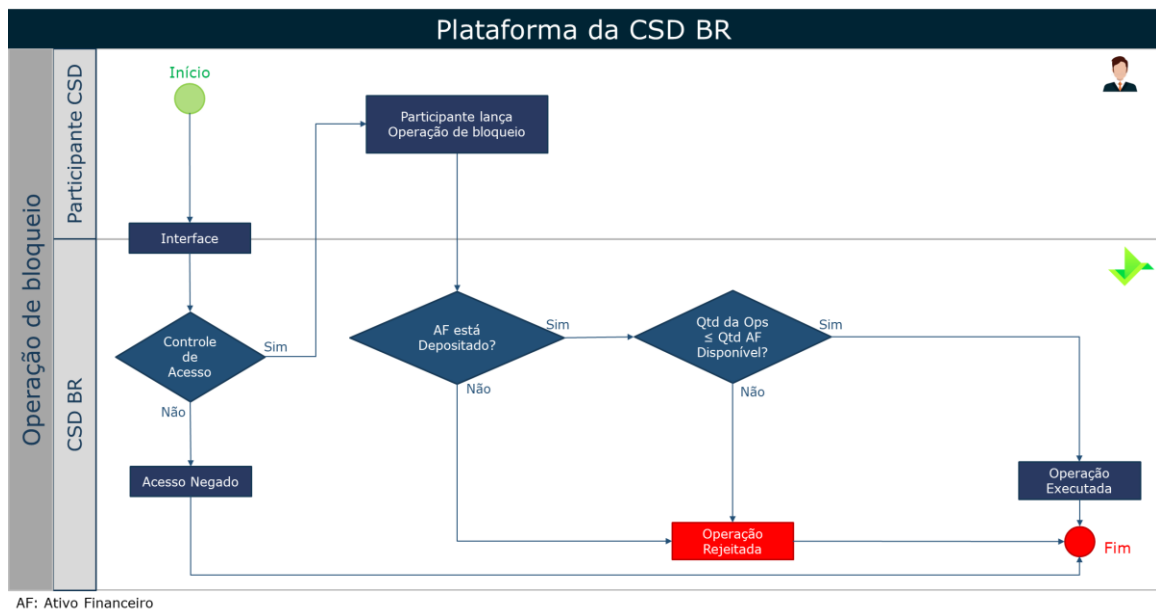 Plataforma da CSD BR
Operação de bloqueio
Participante CSD
Início
Participante lança
Operação de bloqueio
Interface
CSD BR
Controle
de
Acesso
Sim
Não
Acesso Negado
AF está
Depositado?
Sim
Não
Qtd da Ops
≤ Qtd AF
Disponível?
Sim
Não
Operação
Executada
Operação
Rejeitada
Fim
AF: Ativo Financeiro